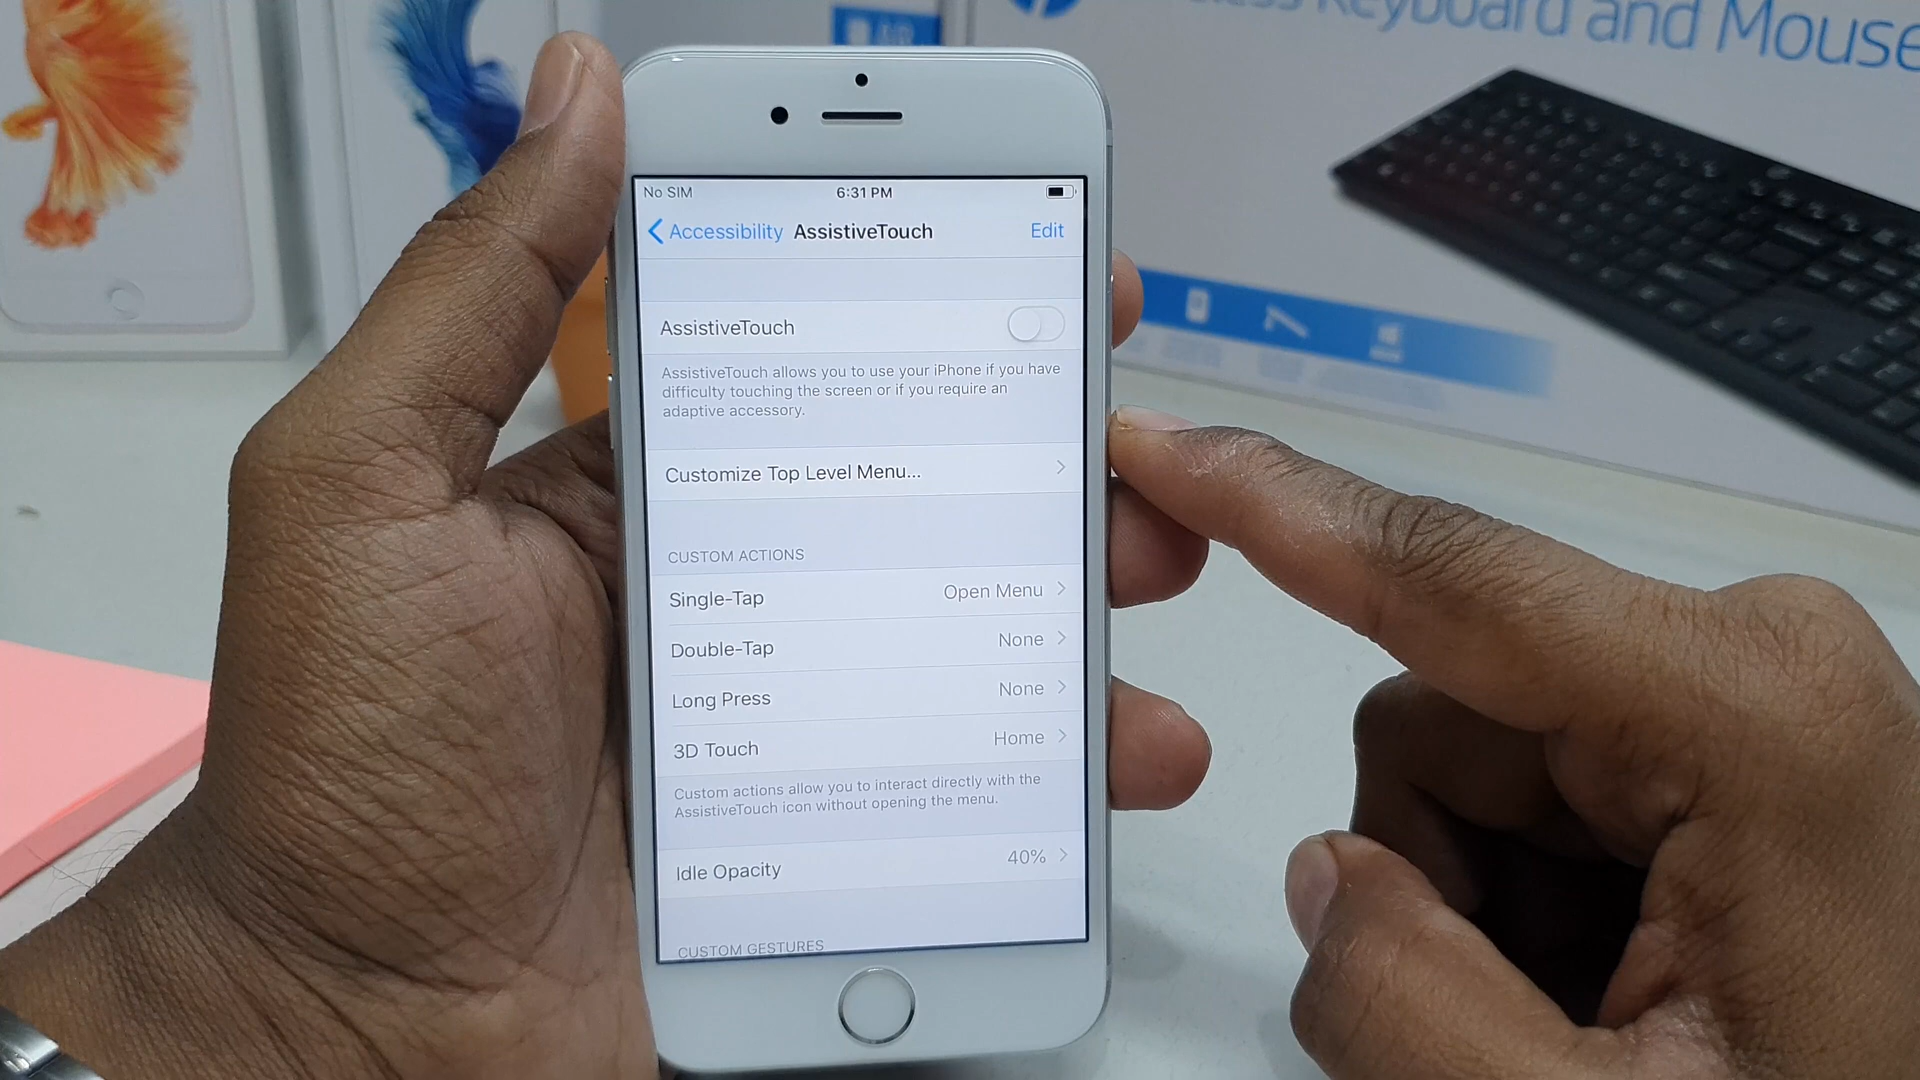 Keyboard and Mouse
AIR
No SIM
6:31 PM
Accessibility
AssistiveTouch
Edit
AssistiveTouch
AssistiveTouch allows you to use your iPhone if you have
difficulty touching the screen or if you require an
adaptive accessory.
Customize Top Level Menu...
CUSTOM ACTIONS
Single-Tap Open Menu
Double-Tap None
Long Press None
3D Touch Home
Custom actions allow you to interact directly with the
AssistiveTouch icon without opening the menu.
Idle Opacity 40%
CUSTOM GESTURES